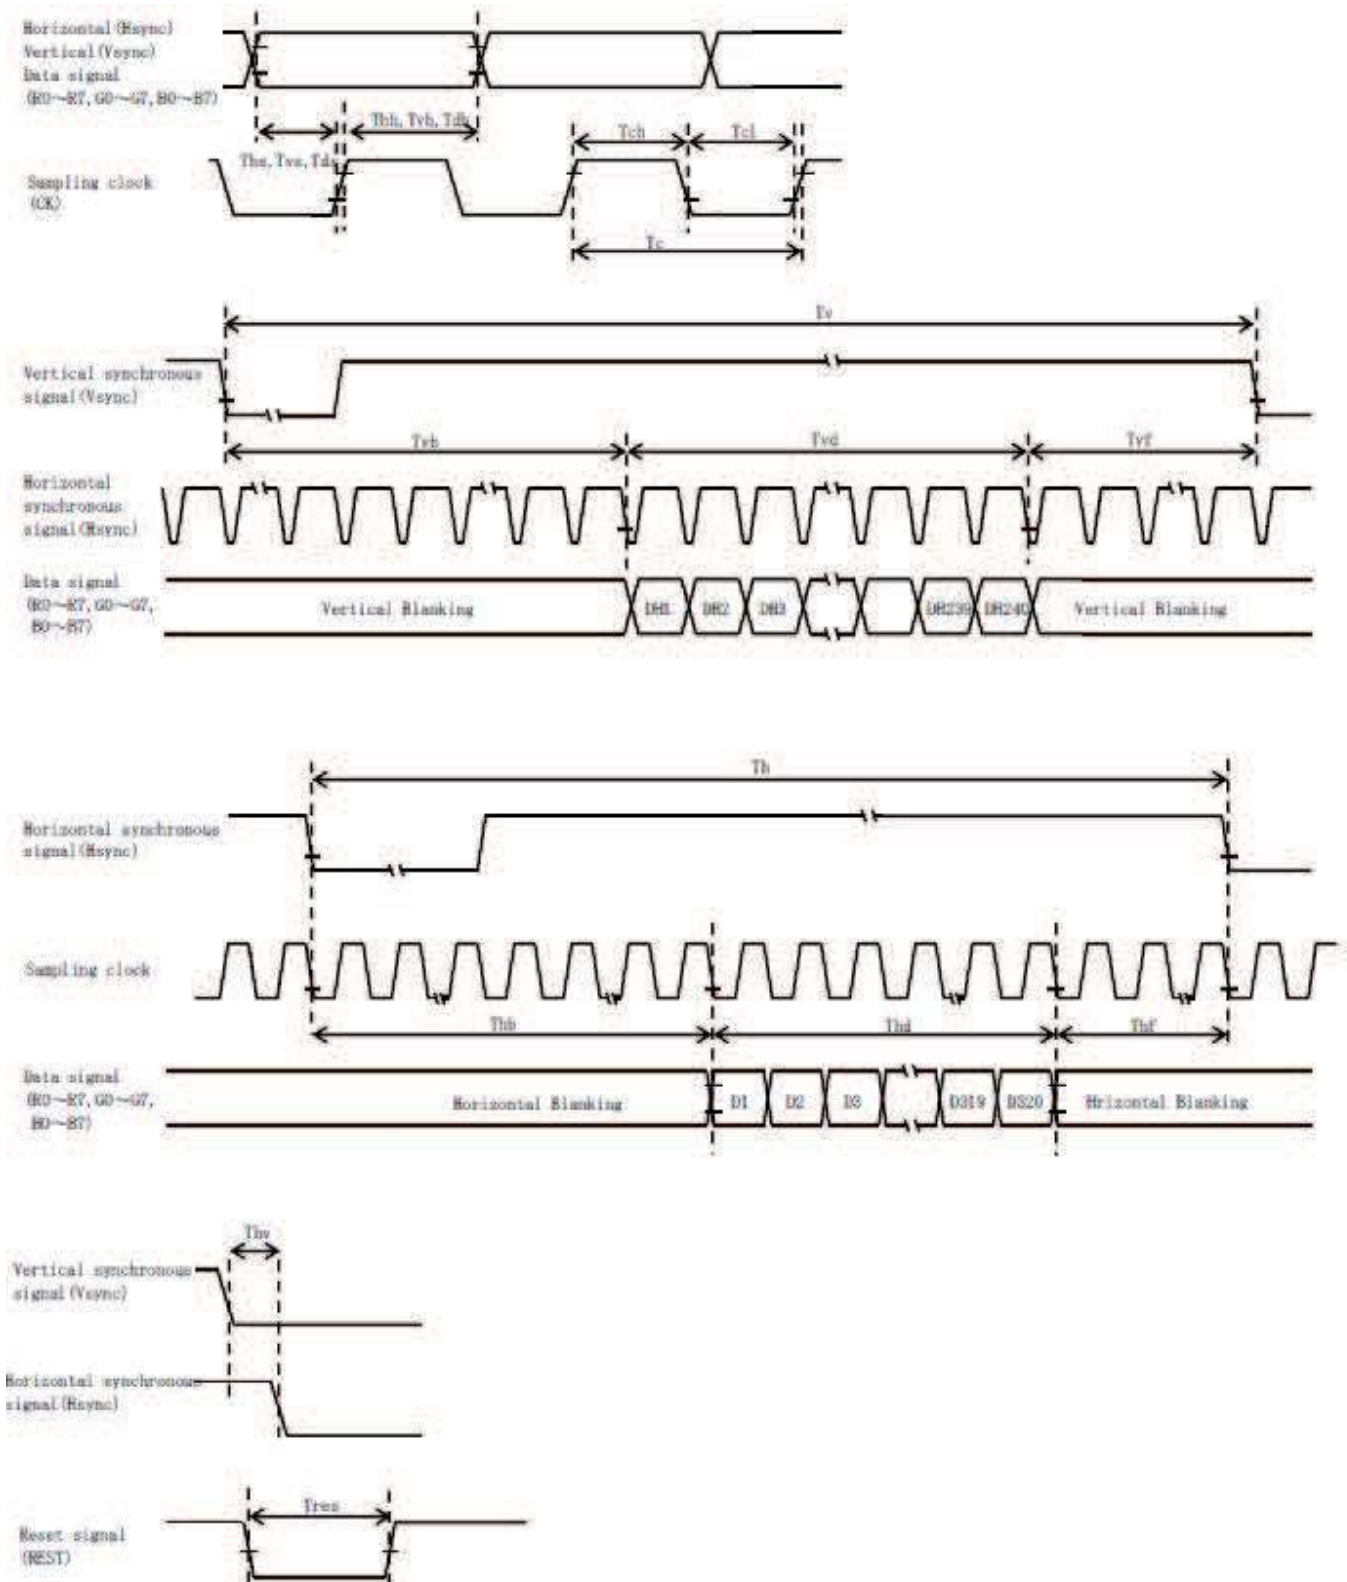 Horizontal(Hsync)
Vertical(Vsync)
Data signal
(R0~R7,G0~G7,B0~B7)
Thh,Tvh,Tdh
Tch
Tcl
Ths,Tvs,Tds
Sampling clock
(CK)
Tc
Tv
Vertical synchronous
signal(Vsync)
Tvb
Tvd
Tvf
Horizontal
synchronous
signal(Hsync)
Data signal
(R0~R7,G0~G7,
B0~B7)
Vertical Blanking
DH1
DH2
DH3
DH239
DH240
Vertical Blanking
Th
Horizontal synchronous
signal(Hsync)
Sampling clock
Thb
Thd
Thf
Data signal
(R0~R7,G0~G7,
B0~B7)
Horizontal Blanking
D1
D2
D3
D319
D320
Hrizontal Blanking
Thv
Vertical synchronous
signal(Vsync)
Horizontal synchronous
signal(Hsync)
Tres
Reset signal
(REST)